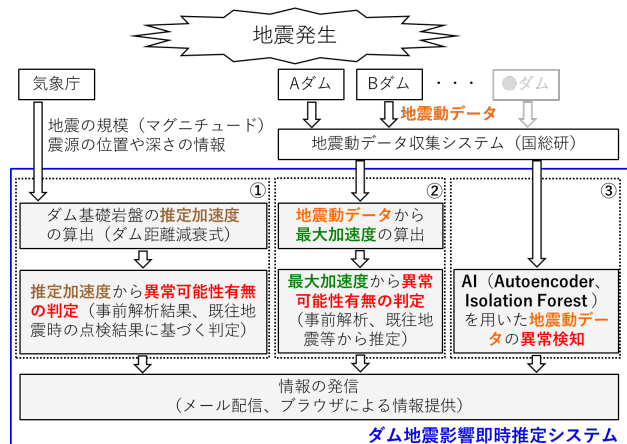 地震発生
気象庁
Aダム
Bダム
・・・
●ダム
地震動データ
地震の規模（マグニチュード）
震源の位置や深さの情報
地震動データ収集システム（国総研）
①
ダム基礎岩盤の推定加速度
の算出（ダム距離減衰式）
推定加速度から異常可能性有無
の判定（事前解析結果、既往地
震時の点検結果に基づく判定）
②
地震動データから
最大加速度の算出
最大加速度から異常
可能性有無の判定
（事前解析、既往地
震等から推定）
③
AI（Autoencoder、
Isolation Forest）
を用いた地震動デー
タの異常検知
情報の発信
（メール配信、ブラウザによる情報提供）
ダム地震影響即時推定システム